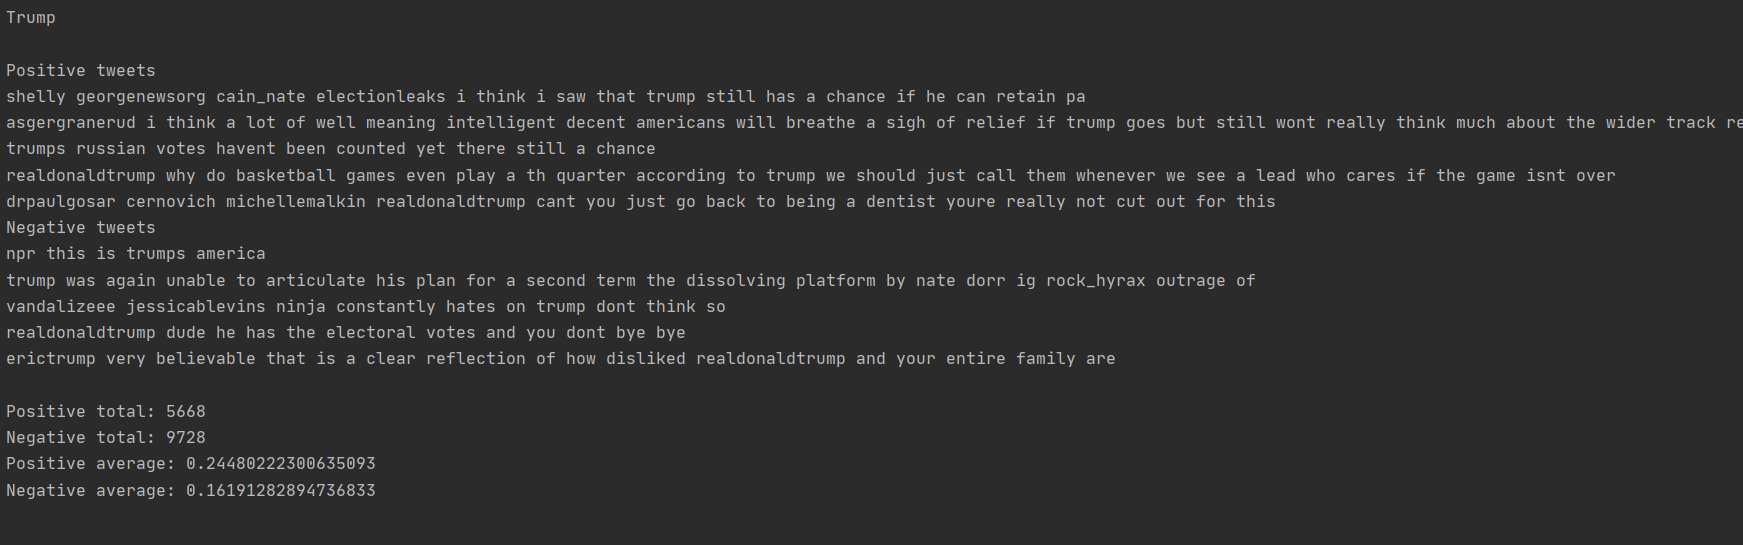 Trump
Positive tweets
shelly georgenewsorg cain_nate electionleaks i think i saw that trump still has a chance if he can retain pa
asgergranerud i think a lot of well meaning intelligent decent americans will breathe a sigh of relief if trump goes but still wont really think much about the wider track re
trumps russian votes havent been counted yet there still a chance
realdonaldtrump why do basketball games even play a th quarter according to trump we should just call them whenever we see a lead who cares if the game isnt over
drpaulgosar cernovich michellemalkin realdonaldtrump cant you just go back to being a dentist youre really not cut out for this
Negative tweets
npr this is trumps america
trump was again unable to articulate his plan for a second term the dissolving platform by nate dorr ig rock_hyrax outrage of
vandalizeee jessicablevins ninja constantly hates on trump dont think so
realdonaldtrump dude he has the electoral votes and you dont bye bye
erictrump very believable that is a clear reflection of how disliked realdonaldtrump and your entire family are
Positive total: 5668
Negative total: 9728
Positive average: 0.24480222300635093
Negative average: 0.16191282894736833